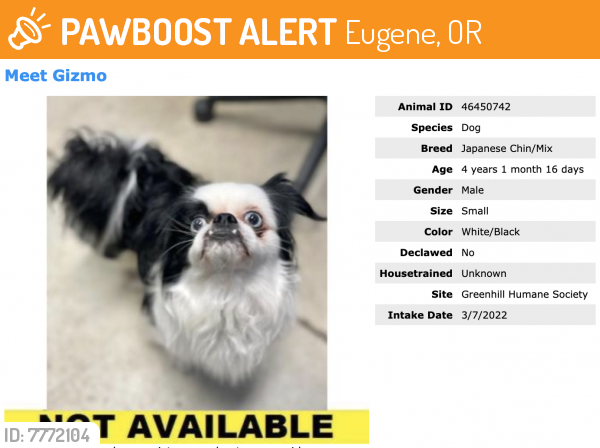 PAWBOOST ALERT Eugene, OR
Meet Gizmo
Animal ID 46450742
Species Dog
Breed Japanese Chin/Mix
Age 4 years 1 month 16 days
Gender Male
Size Small
Color White/Black
Declawed No
Housetrained Unknown
Site Greenhill Humane Society
Intake Date 3/7/2022
NOT AVAILABLE
ID: 7772104